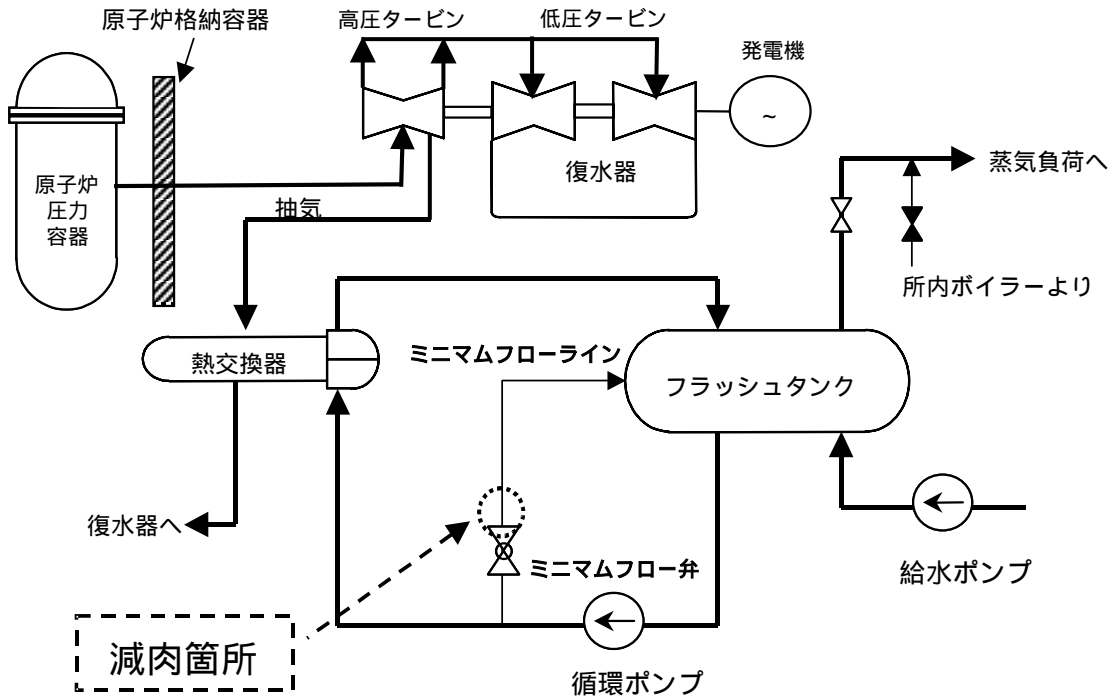 原子炉格納容器
高圧タービン
低圧タービン
発電機
~
原子炉
圧力
容器
復水器
抽気
蒸気負荷へ
所内ボイラーより
熱交換器
ミニマムフローライン
フラッシュタンク
復水器へ
ミニマムフロー弁
給水ポンプ
減肉箇所
循環ポンプ